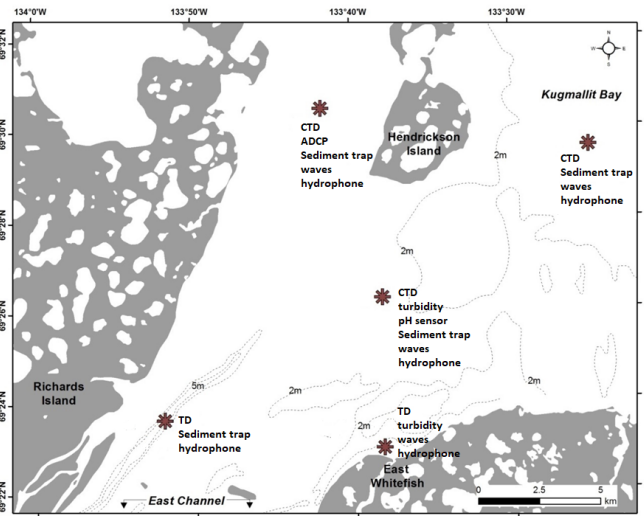 134°0'W 133°50'W 133°40'W 133°30'W
69°32'N
69°30'N
69°28'N
69°26'N
69°24'N
69°22'N
N
W E
S
Kugmallit Bay
CTD
ADCP
Sediment trap
waves
hydrophone
Hendrickson
Island
2m
CTD
Sediment trap
waves
hydrophone
2m
CTD
turbidity
pH sensor
Sediment trap
waves
hydrophone
Richards
Island
5m
2m
2m
TD
Sediment trap
hydrophone
2m
TD
turbidity
waves
hydrophone
East
Whitefish
East Channel
0 2.5 5
km